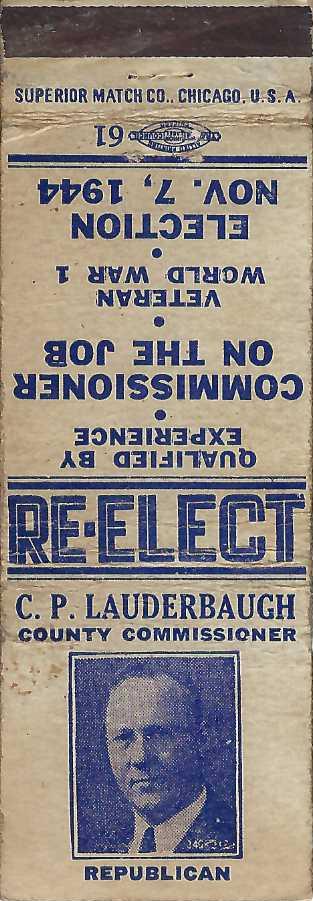 SUPERIOR MATCH CO., CHICAGO, U.S.A.
QUALIFIED BY
EXPERIENCE
•
COMMISSIONER
ON THE JOB
•
VETERAN
WORLD WAR 1
•
ELECTION
NOV. 7, 1944
RE-ELECT
C. P. LAUDERBAUGH
COUNTY COMMISSIONER
REPUBLICAN